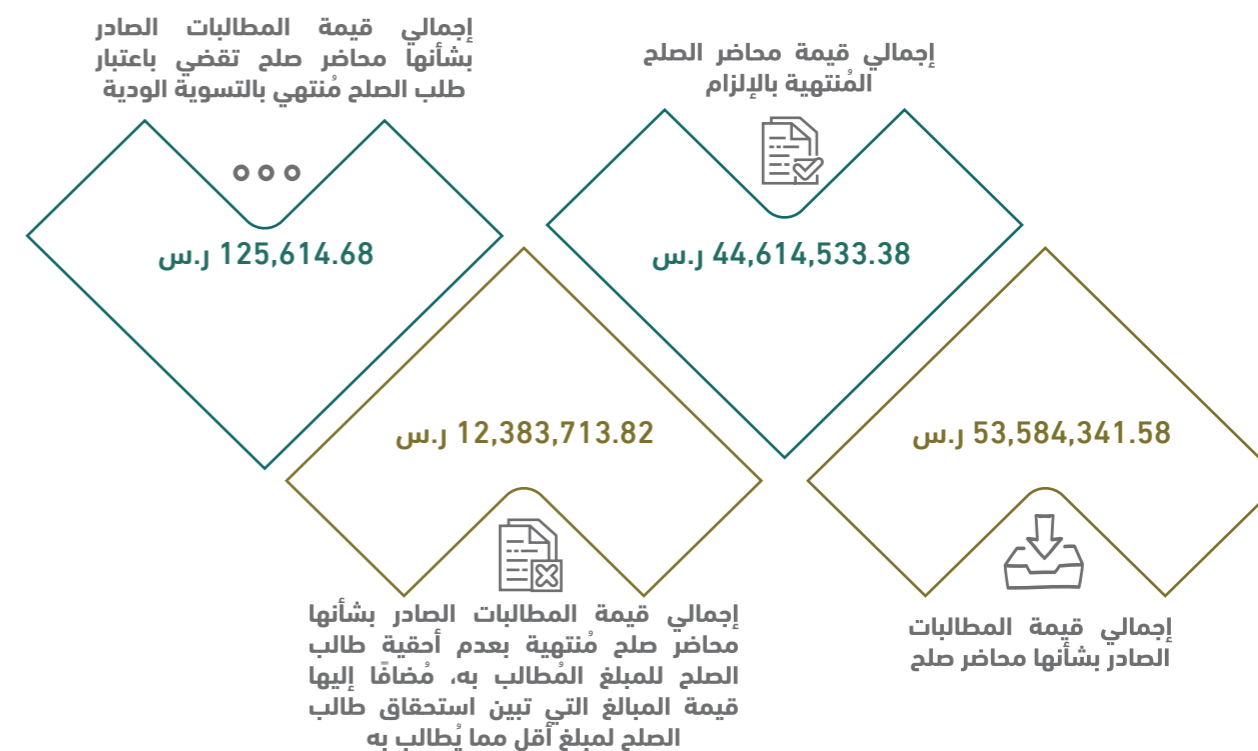 إجمالي قيمة المطالبات
الصادر بشأنها محاضر صلح
53,584,341.58 ر.س
إجمالي قيمة محاضر الصلح
المُنتهية بالإلزام
44,614,533.38 ر.س
إجمالي قيمة المطالبات الصادر بشأنها
محاضر صلح مُنتهية بعدم أحقية طالب
الصلح للمبلغ المُطالب به، مُضافًا إليها
قيمة المبالغ التي تبين استحقاق طالب
الصلح لمبلغ أقل مما يُطالب به
12,383,713.82 ر.س
إجمالي قيمة المطالبات الصادر
بشأنها محاضر صلح تقضي باعتبار
طلب الصلح مُنتهي بالتسوية الودية
125,614.68 ر.س